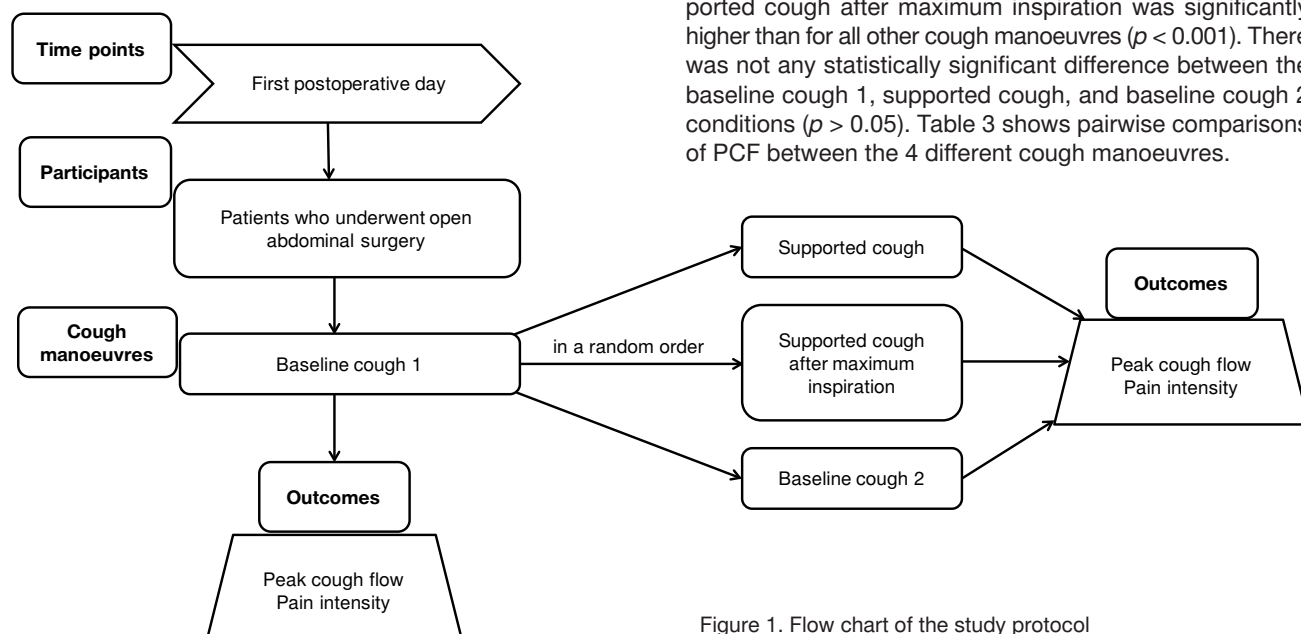 ported cough after maximum inspiration was significantly
higher than for all other cough manoeuvres (p < 0.001). There
was not any statistically significant difference between the
baseline cough 1, supported cough, and baseline cough 2
conditions (p > 0.05). Table 3 shows pairwise comparisons
of PCF between the 4 different cough manoeuvres.
Time points
First postoperative day
Participants
Patients who underwent open
abdominal surgery
Cough
manoeuvres
Baseline cough 1
in a random order
Supported cough
Supported cough
after maximum
inspiration
Baseline cough 2
Outcomes
Peak cough flow
Pain intensity
Outcomes
Peak cough flow
Pain intensity
Figure 1. Flow chart of the study protocol